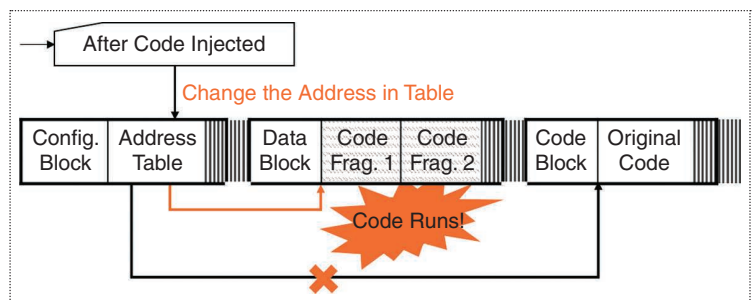 After Code Injected
Change the Address in Table
Config.
Block
Address
Table
Data
Block
Code
Frag. 1
Code
Frag. 2
Code
Block
Original
Code
Code Runs!